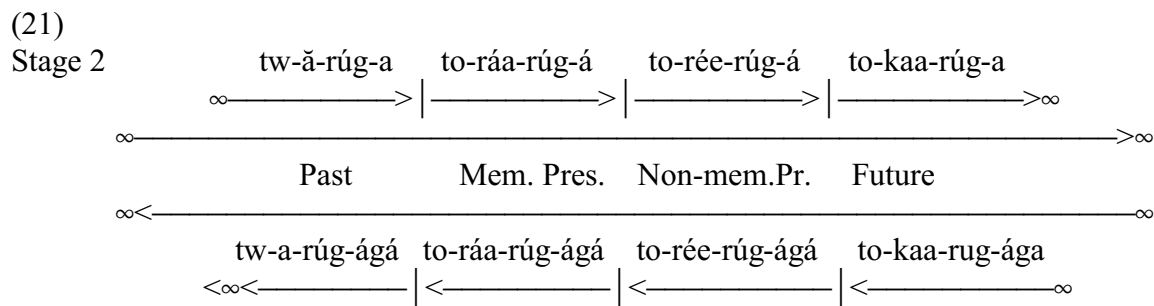 (21)
Stage 2 tw-ă-rúg-a to-ráa-rúg-á to-rée-rúg-á to-kaa-rúg-a
∞————>|————>|————>|————>∞
∞————————————————>∞
Past Mem. Pres. Non-mem.Pr. Future
∞<————————————————∞
tw-a-rúg-ágá to-ráa-rug-ágá to-rée-rúg-ágá to-kaa-rug-ága
<∞<————|<————|<————|<————∞